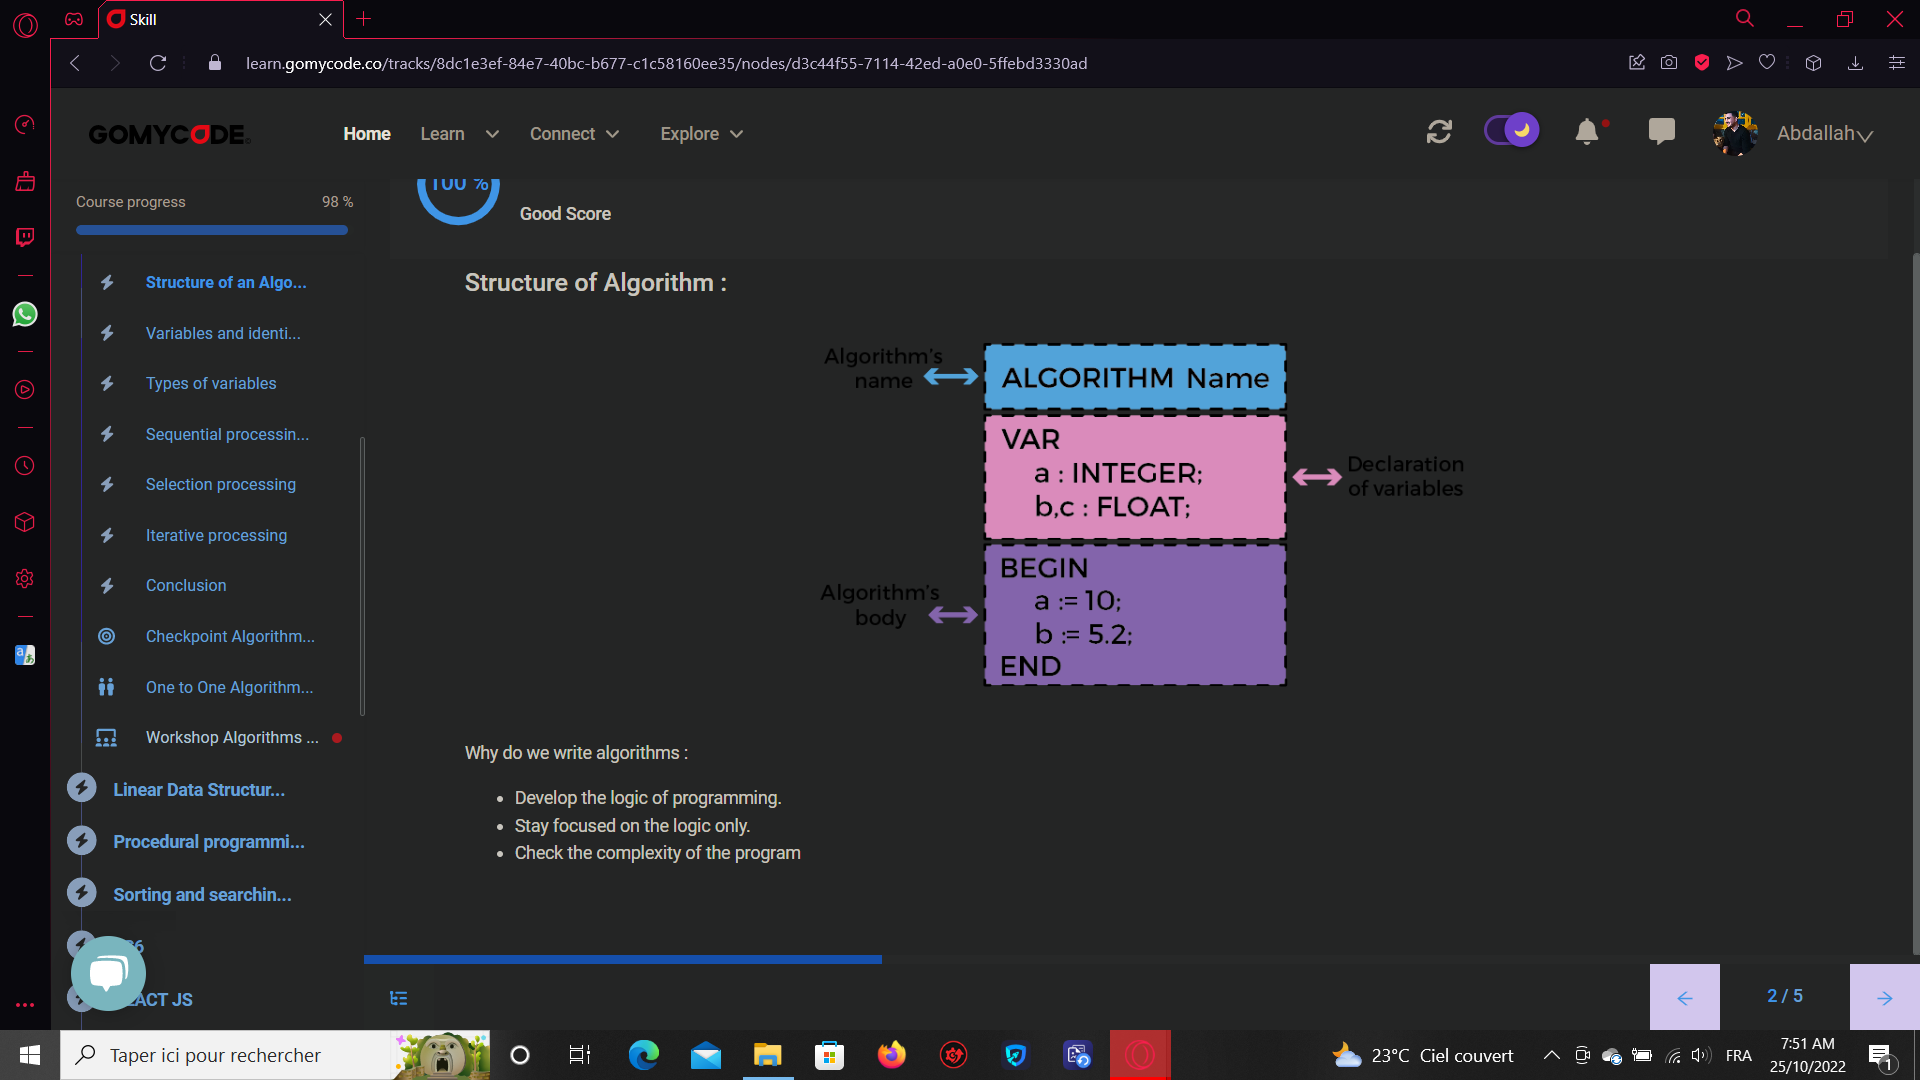 Skill
learn.gomycode.co/tracks/8dc1e3ef-84e7-40bc-b677-c1c58160ee35/nodes/d3c44f55-7114-42ed-a0e0-5ffebd3330ad
GOMYCODE
Home
Learn
Connect
Explore
Abdallah
Course progress
98 %
100 %
Good Score
Structure of an Algo...
Variables and identi...
Types of variables
Sequential processin...
Selection processing
Iterative processing
Conclusion
Checkpoint Algorithm...
One to One Algorithm...
Workshop Algorithms ...
Linear Data Structur...
Procedural programmi...
Sorting and searchin...
ACT JS
Structure of Algorithm :
Algorithm's
name
ALGORITHM Name
VAR
a : INTEGER;
b,c : FLOAT;
Declaration
of variables
BEGIN
a := 10;
b := 5.2;
END
Algorithm's
body
Why do we write algorithms :
• Develop the logic of programming.
• Stay focused on the logic only.
• Check the complexity of the program
2 / 5
Taper ici pour rechercher
23°C Ciel couvert
FRA
7:51 AM
25/10/2022
1